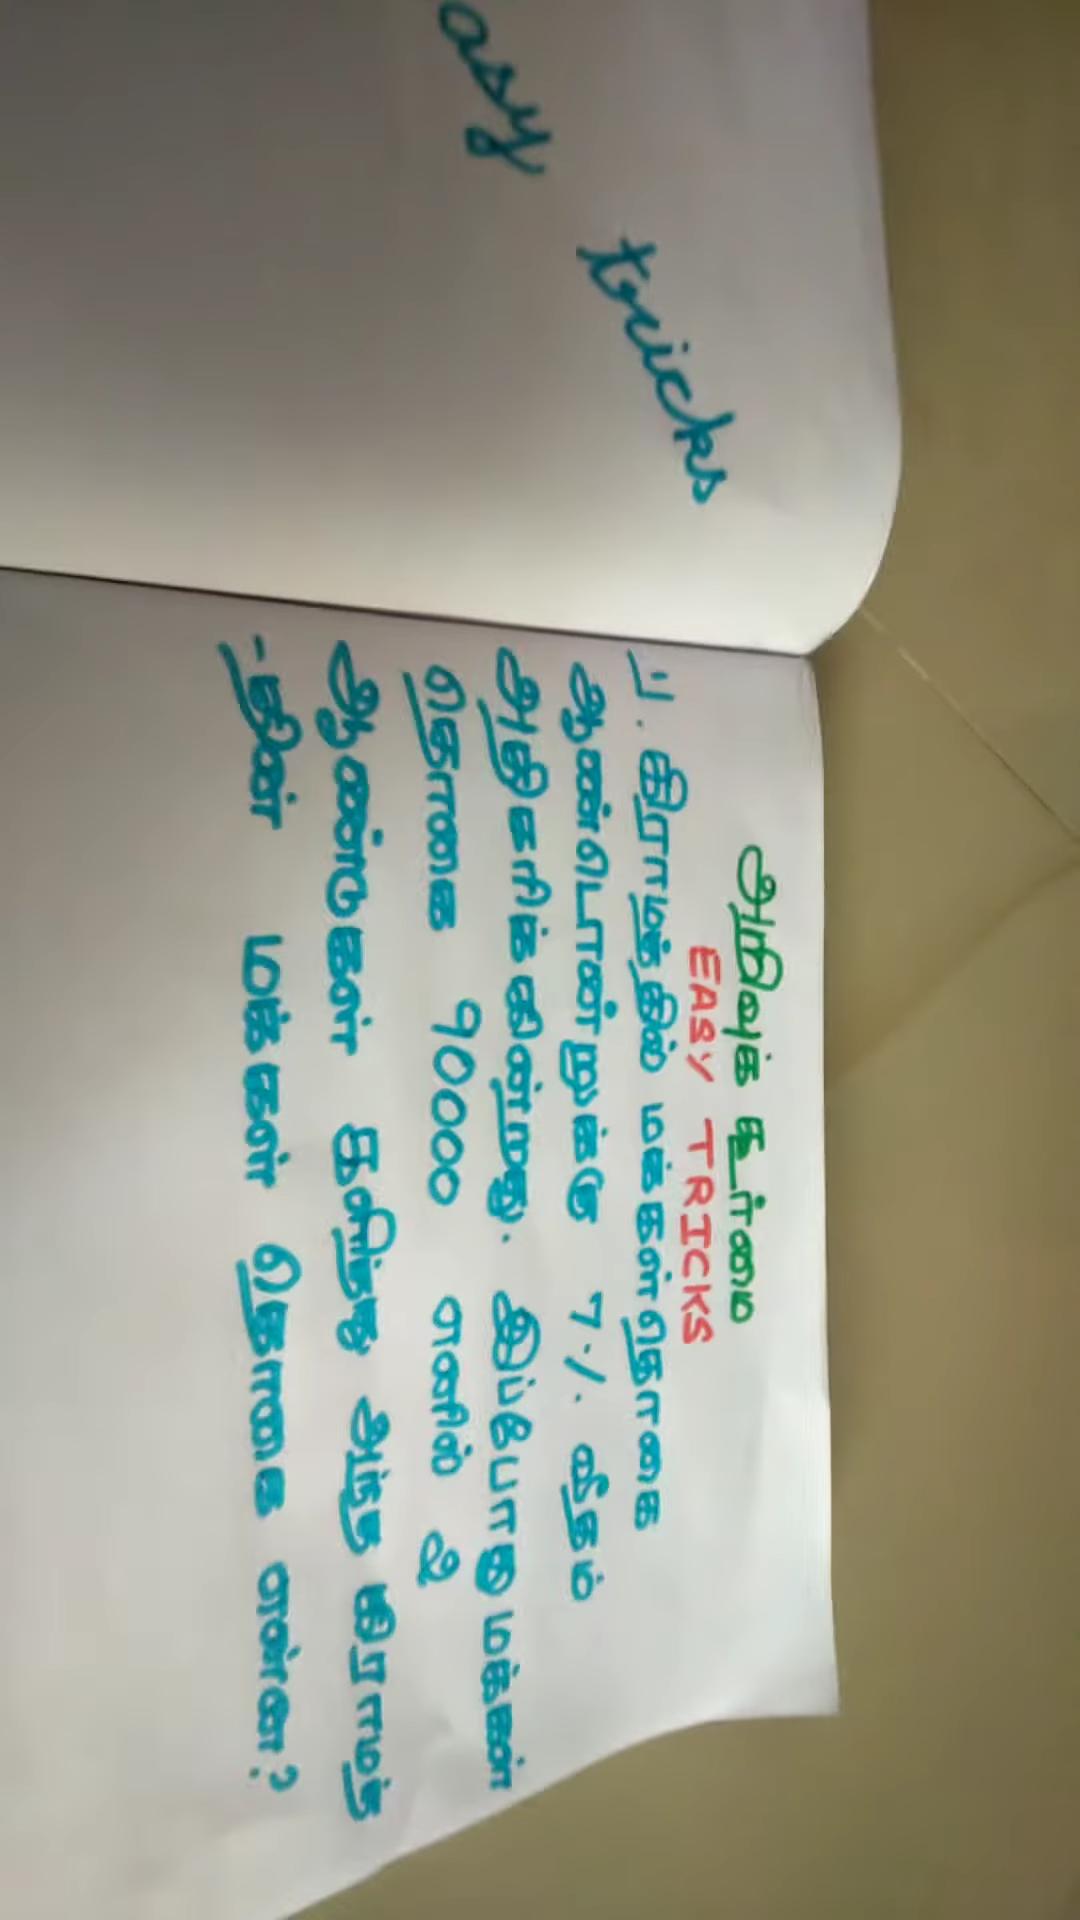 asy
tricks
அறிவுக் கூர்மை
EASY TRICKS
1). கிராமத்தில் மக்கள்தொகை
ஆண்டொன்றுக்கு 7% வீதம்
அதிகரிக்கின்றது. இப்போது மக்கள்
தொகை 90000 எனில் 2
ஆண்டுகள் கழித்து அந்த கிராமத்
-தின் மக்கள் தொகை என்ன?